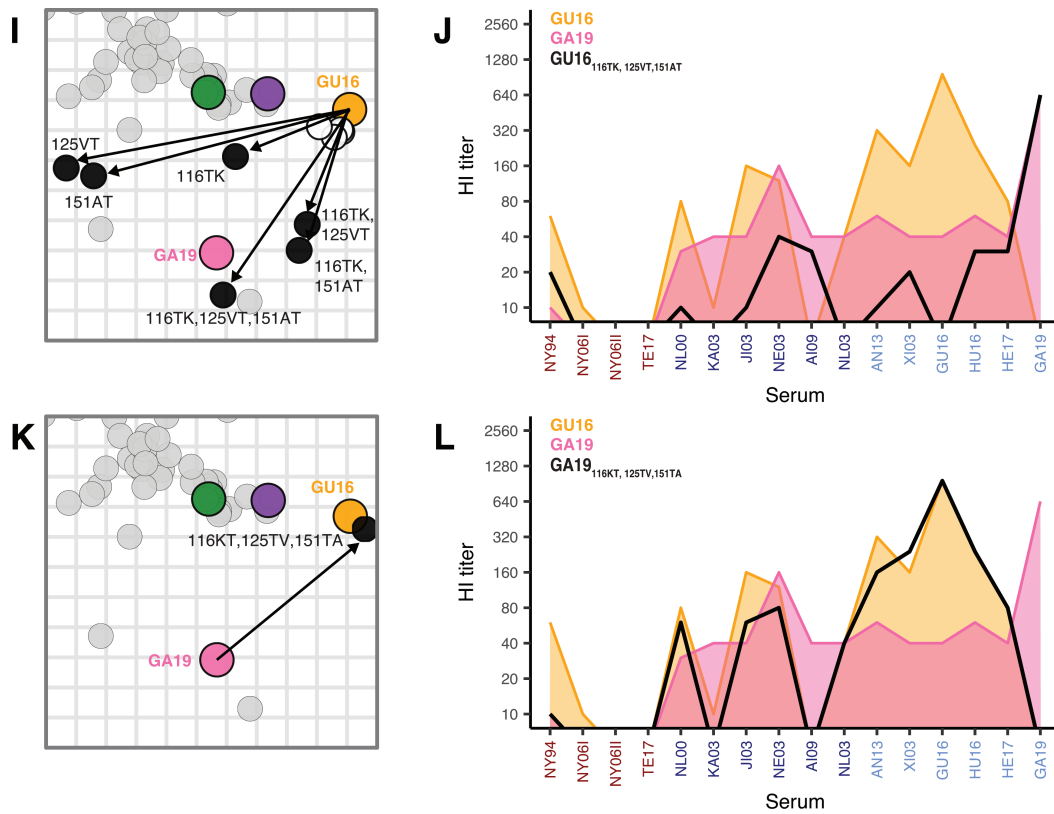 I
GU16
125VT
151AT
116TK
116TK,
125VT
GA19
116TK,
151AT
116TK,125VT,151AT
J
GU16
GA19
GU16116TK, 125VT,151AT
HI titer
2560
1280
640
320
160
80
40
20
10
NY94
NY06I
NY06II
TE17
NL00
KA03
JI03
NE03
AI09
NL03
AN13
XI03
GU16
HU16
HE17
GA19
Serum
K
GU16
116KT,125TV,151TA
GA19
L
GU16
GA19
GA19116KT, 125TV,151TA
HI titer
2560
1280
640
320
160
80
40
20
10
NY94
NY06I
NY06II
TE17
NL00
KA03
JI03
NE03
AI09
NL03
AN13
XI03
GU16
HU16
HE17
GA19
Serum